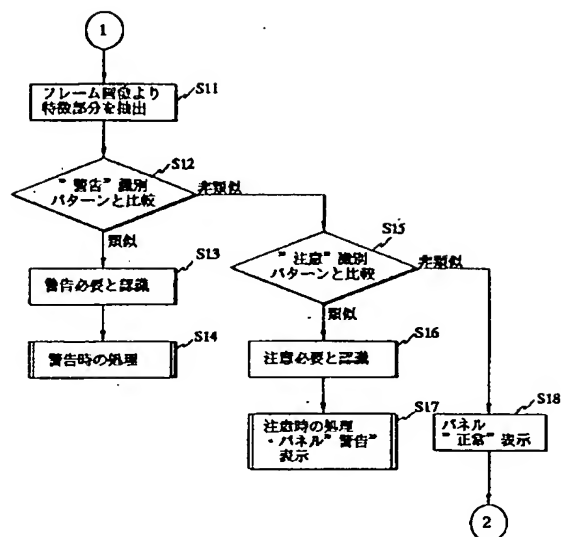 1
フレーム画像より
特徴部分を抽出
S11
"警告"識別
パターンと比較
S12
非類似
類似
警告必要と認識
S13
警告時の処理
S14
"注意"識別
パターンと比較
S15
非類似
類似
注意必要と認識
S16
注意時の処理
・パネル"警告"
表示
S17
パネル
"正常"表示
S18
2